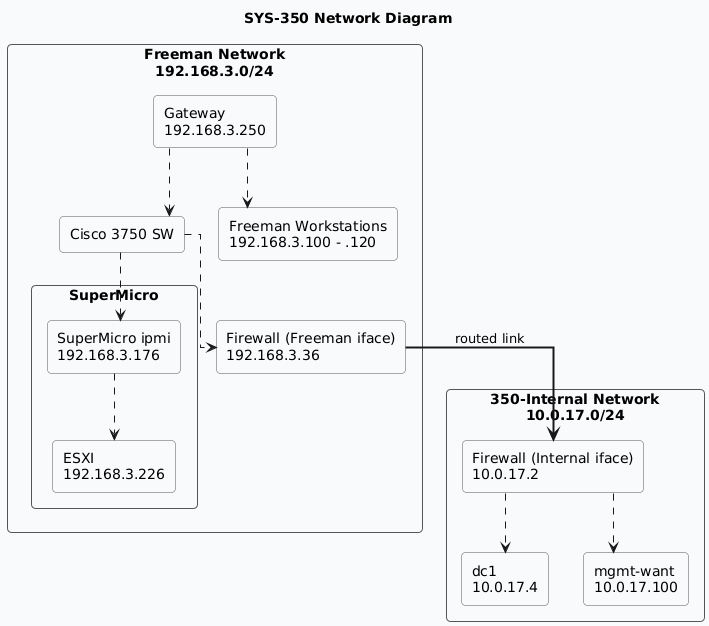 SYS-350 Network Diagram
Freeman Network
192.168.3.0/24
Gateway
192.168.3.250
Cisco 3750 SW
Freeman Workstations
192.168.3.100 - .120
SuperMicro
SuperMicro ipmi
192.168.3.176
Firewall (Freeman iface)
192.168.3.36
routed link
ESXI
192.168.3.226
350-Internal Network
10.0.17.0/24
Firewall (Internal iface)
10.0.17.2
dc1
10.0.17.4
mgmt-want
10.0.17.100